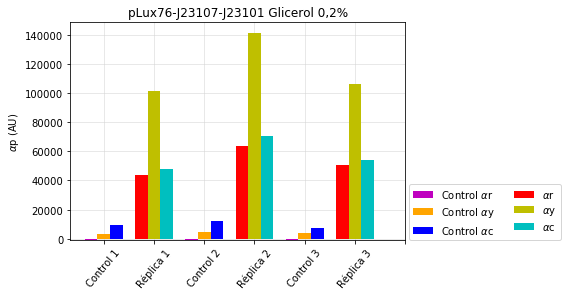 pLux76-J23107-J23101 Glicerol 0,2%
αp (AU)
140000
120000
100000
80000
60000
40000
20000
0
Control 1
Réplica 1
Control 2
Réplica 2
Control 3
Réplica 3
Control αr
Control αy
Control αc
αr
αy
αc